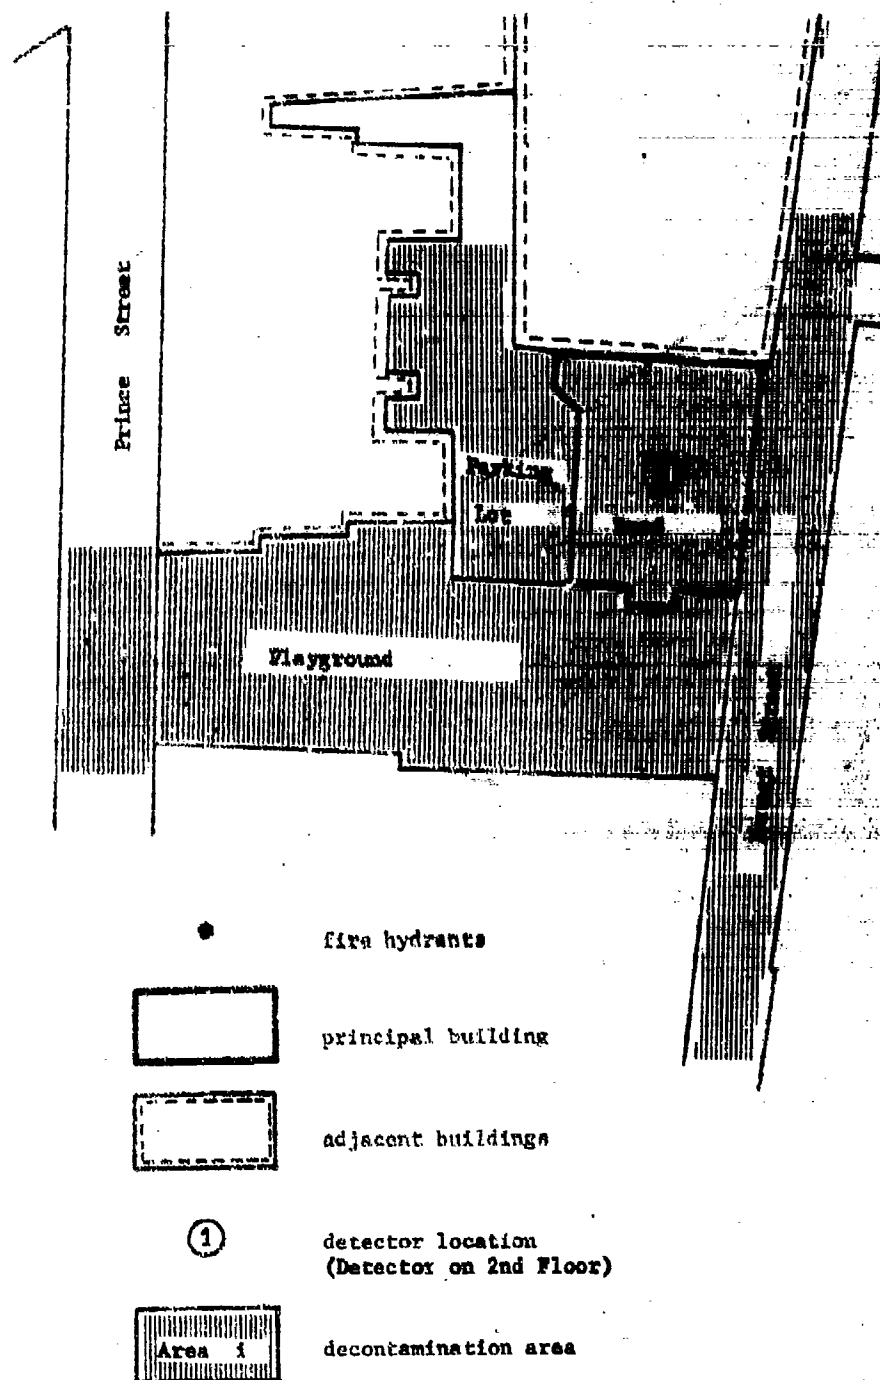 Prince Street
Parking
Lot
Playground
Street
fire hydrants
principal building
adjacent buildings
1
detector location
(Detector on 2nd Floor)
Area i
decontamination area